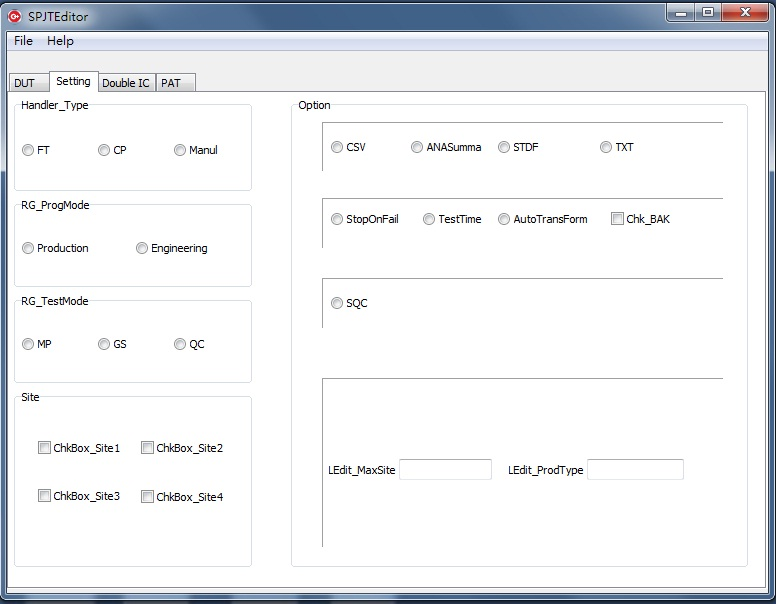 SPJTEditor
File Help
DUT Setting Double IC PAT
Handler_Type
FT CP Manul
RG_ProgMode
Production Engineering
RG_TestMode
MP GS QC
Site
ChkBox_Site1 ChkBox_Site2
ChkBox_Site3 ChkBox_Site4
Option
CSV ANASumma STDF TXT
StopOnFail TestTime AutoTransForm Chk_BAK
SQC
LEdit_MaxSite LEdit_ProdType